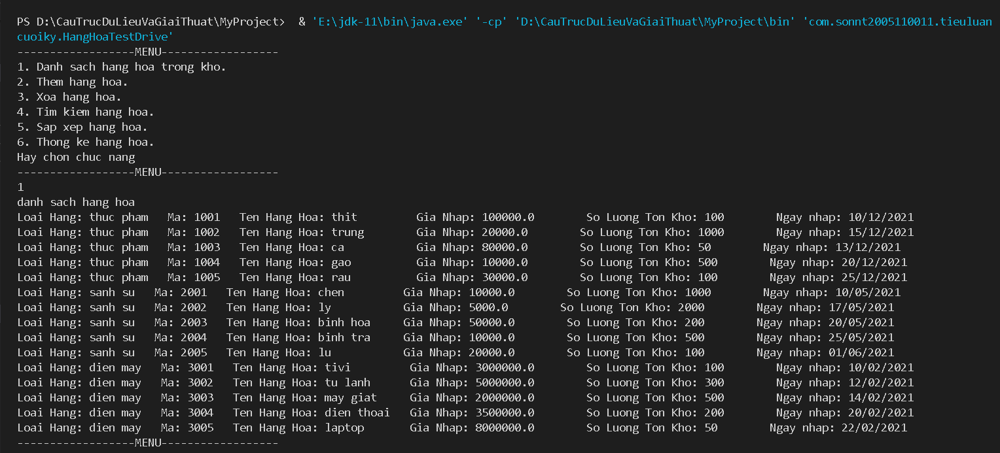 PS D:\CauTrucDuLieuVaGiaiThuat\MyProject>  & 'E:\jdk-11\bin\java.exe' '-cp' 'D:\CauTrucDuLieuVaGiaiThuat\MyProject\bin' 'com.sonnt2005110011.tieuluan
cuoiky.HangHoaTestDrive'
------------------MENU------------------
1. Danh sach hang hoa trong kho.
2. Them hang hoa.
3. Xoa hang hoa.
4. Tim kiem hang hoa.
5. Sap xep hang hoa.
6. Thong ke hang hoa.
Hay chon chuc nang
------------------MENU------------------
1
danh sach hang hoa
Loai Hang: thuc pham   Ma: 1001   Ten Hang Hoa: thit         Gia Nhap: 100000.0        So Luong Ton Kho: 100        Ngay nhap: 10/12/2021
Loai Hang: thuc pham   Ma: 1002   Ten Hang Hoa: trung        Gia Nhap: 20000.0        So Luong Ton Kho: 1000        Ngay nhap: 15/12/2021
Loai Hang: thuc pham   Ma: 1003   Ten Hang Hoa: ca           Gia Nhap: 80000.0        So Luong Ton Kho: 50        Ngay nhap: 13/12/2021
Loai Hang: thuc pham   Ma: 1004   Ten Hang Hoa: gao          Gia Nhap: 10000.0        So Luong Ton Kho: 500        Ngay nhap: 20/12/2021
Loai Hang: thuc pham   Ma: 1005   Ten Hang Hoa: rau          Gia Nhap: 30000.0        So Luong Ton Kho: 100        Ngay nhap: 25/12/2021
Loai Hang: sanh su   Ma: 2001   Ten Hang Hoa: chen         Gia Nhap: 10000.0        So Luong Ton Kho: 1000        Ngay nhap: 10/05/2021
Loai Hang: sanh su   Ma: 2002   Ten Hang Hoa: ly           Gia Nhap: 5000.0        So Luong Ton Kho: 2000        Ngay nhap: 17/05/2021
Loai Hang: sanh su   Ma: 2003   Ten Hang Hoa: binh hoa     Gia Nhap: 50000.0        So Luong Ton Kho: 200        Ngay nhap: 20/05/2021
Loai Hang: sanh su   Ma: 2004   Ten Hang Hoa: binh tra     Gia Nhap: 10000.0        So Luong Ton Kho: 500        Ngay nhap: 25/05/2021
Loai Hang: sanh su   Ma: 2005   Ten Hang Hoa: lu           Gia Nhap: 20000.0        So Luong Ton Kho: 100        Ngay nhap: 01/06/2021
Loai Hang: dien may   Ma: 3001   Ten Hang Hoa: tivi         Gia Nhap: 3000000.0        So Luong Ton Kho: 100        Ngay nhap: 10/02/2021
Loai Hang: dien may   Ma: 3002   Ten Hang Hoa: tu lanh      Gia Nhap: 5000000.0        So Luong Ton Kho: 300        Ngay nhap: 12/02/2021
Loai Hang: dien may   Ma: 3003   Ten Hang Hoa: may giat     Gia Nhap: 2000000.0        So Luong Ton Kho: 500        Ngay nhap: 14/02/2021
Loai Hang: dien may   Ma: 3004   Ten Hang Hoa: dien thoai   Gia Nhap: 3500000.0        So Luong Ton Kho: 200        Ngay nhap: 20/02/2021
Loai Hang: dien may   Ma: 3005   Ten Hang Hoa: laptop       Gia Nhap: 8000000.0        So Luong Ton Kho: 50        Ngay nhap: 22/02/2021
------------------MENU------------------